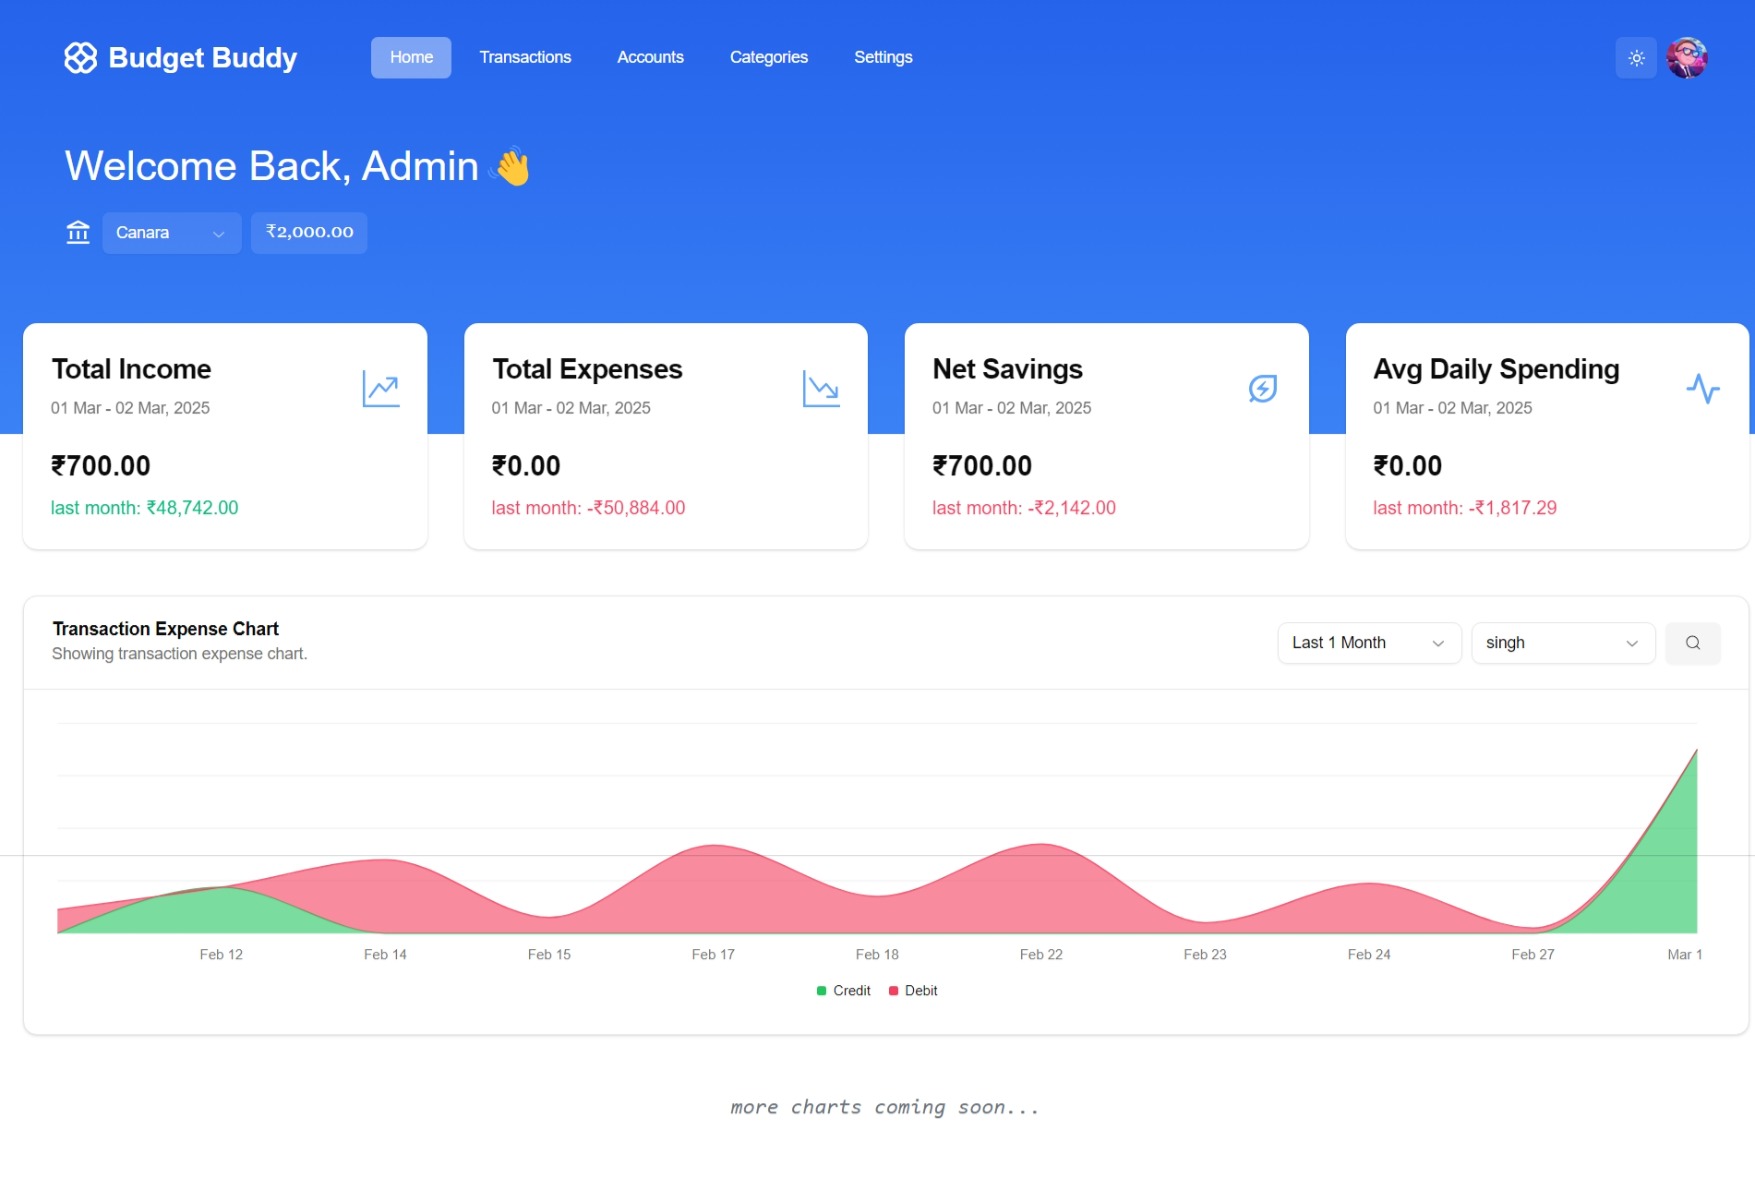 Budget Buddy
Home Transactions Accounts Categories Settings
Welcome Back, Admin 👋
Canara ₹2,000.00
Total Income
01 Mar - 02 Mar, 2025
₹700.00
last month: ₹48,742.00
Total Expenses
01 Mar - 02 Mar, 2025
₹0.00
last month: -₹50,884.00
Net Savings
01 Mar - 02 Mar, 2025
₹700.00
last month: -₹2,142.00
Avg Daily Spending
01 Mar - 02 Mar, 2025
₹0.00
last month: -₹1,817.29
Transaction Expense Chart
Showing transaction expense chart.
Last 1 Month singh
Feb 12 Feb 14 Feb 15 Feb 17 Feb 18 Feb 22 Feb 23 Feb 24 Feb 27 Mar 1
Credit Debit
more charts coming soon...